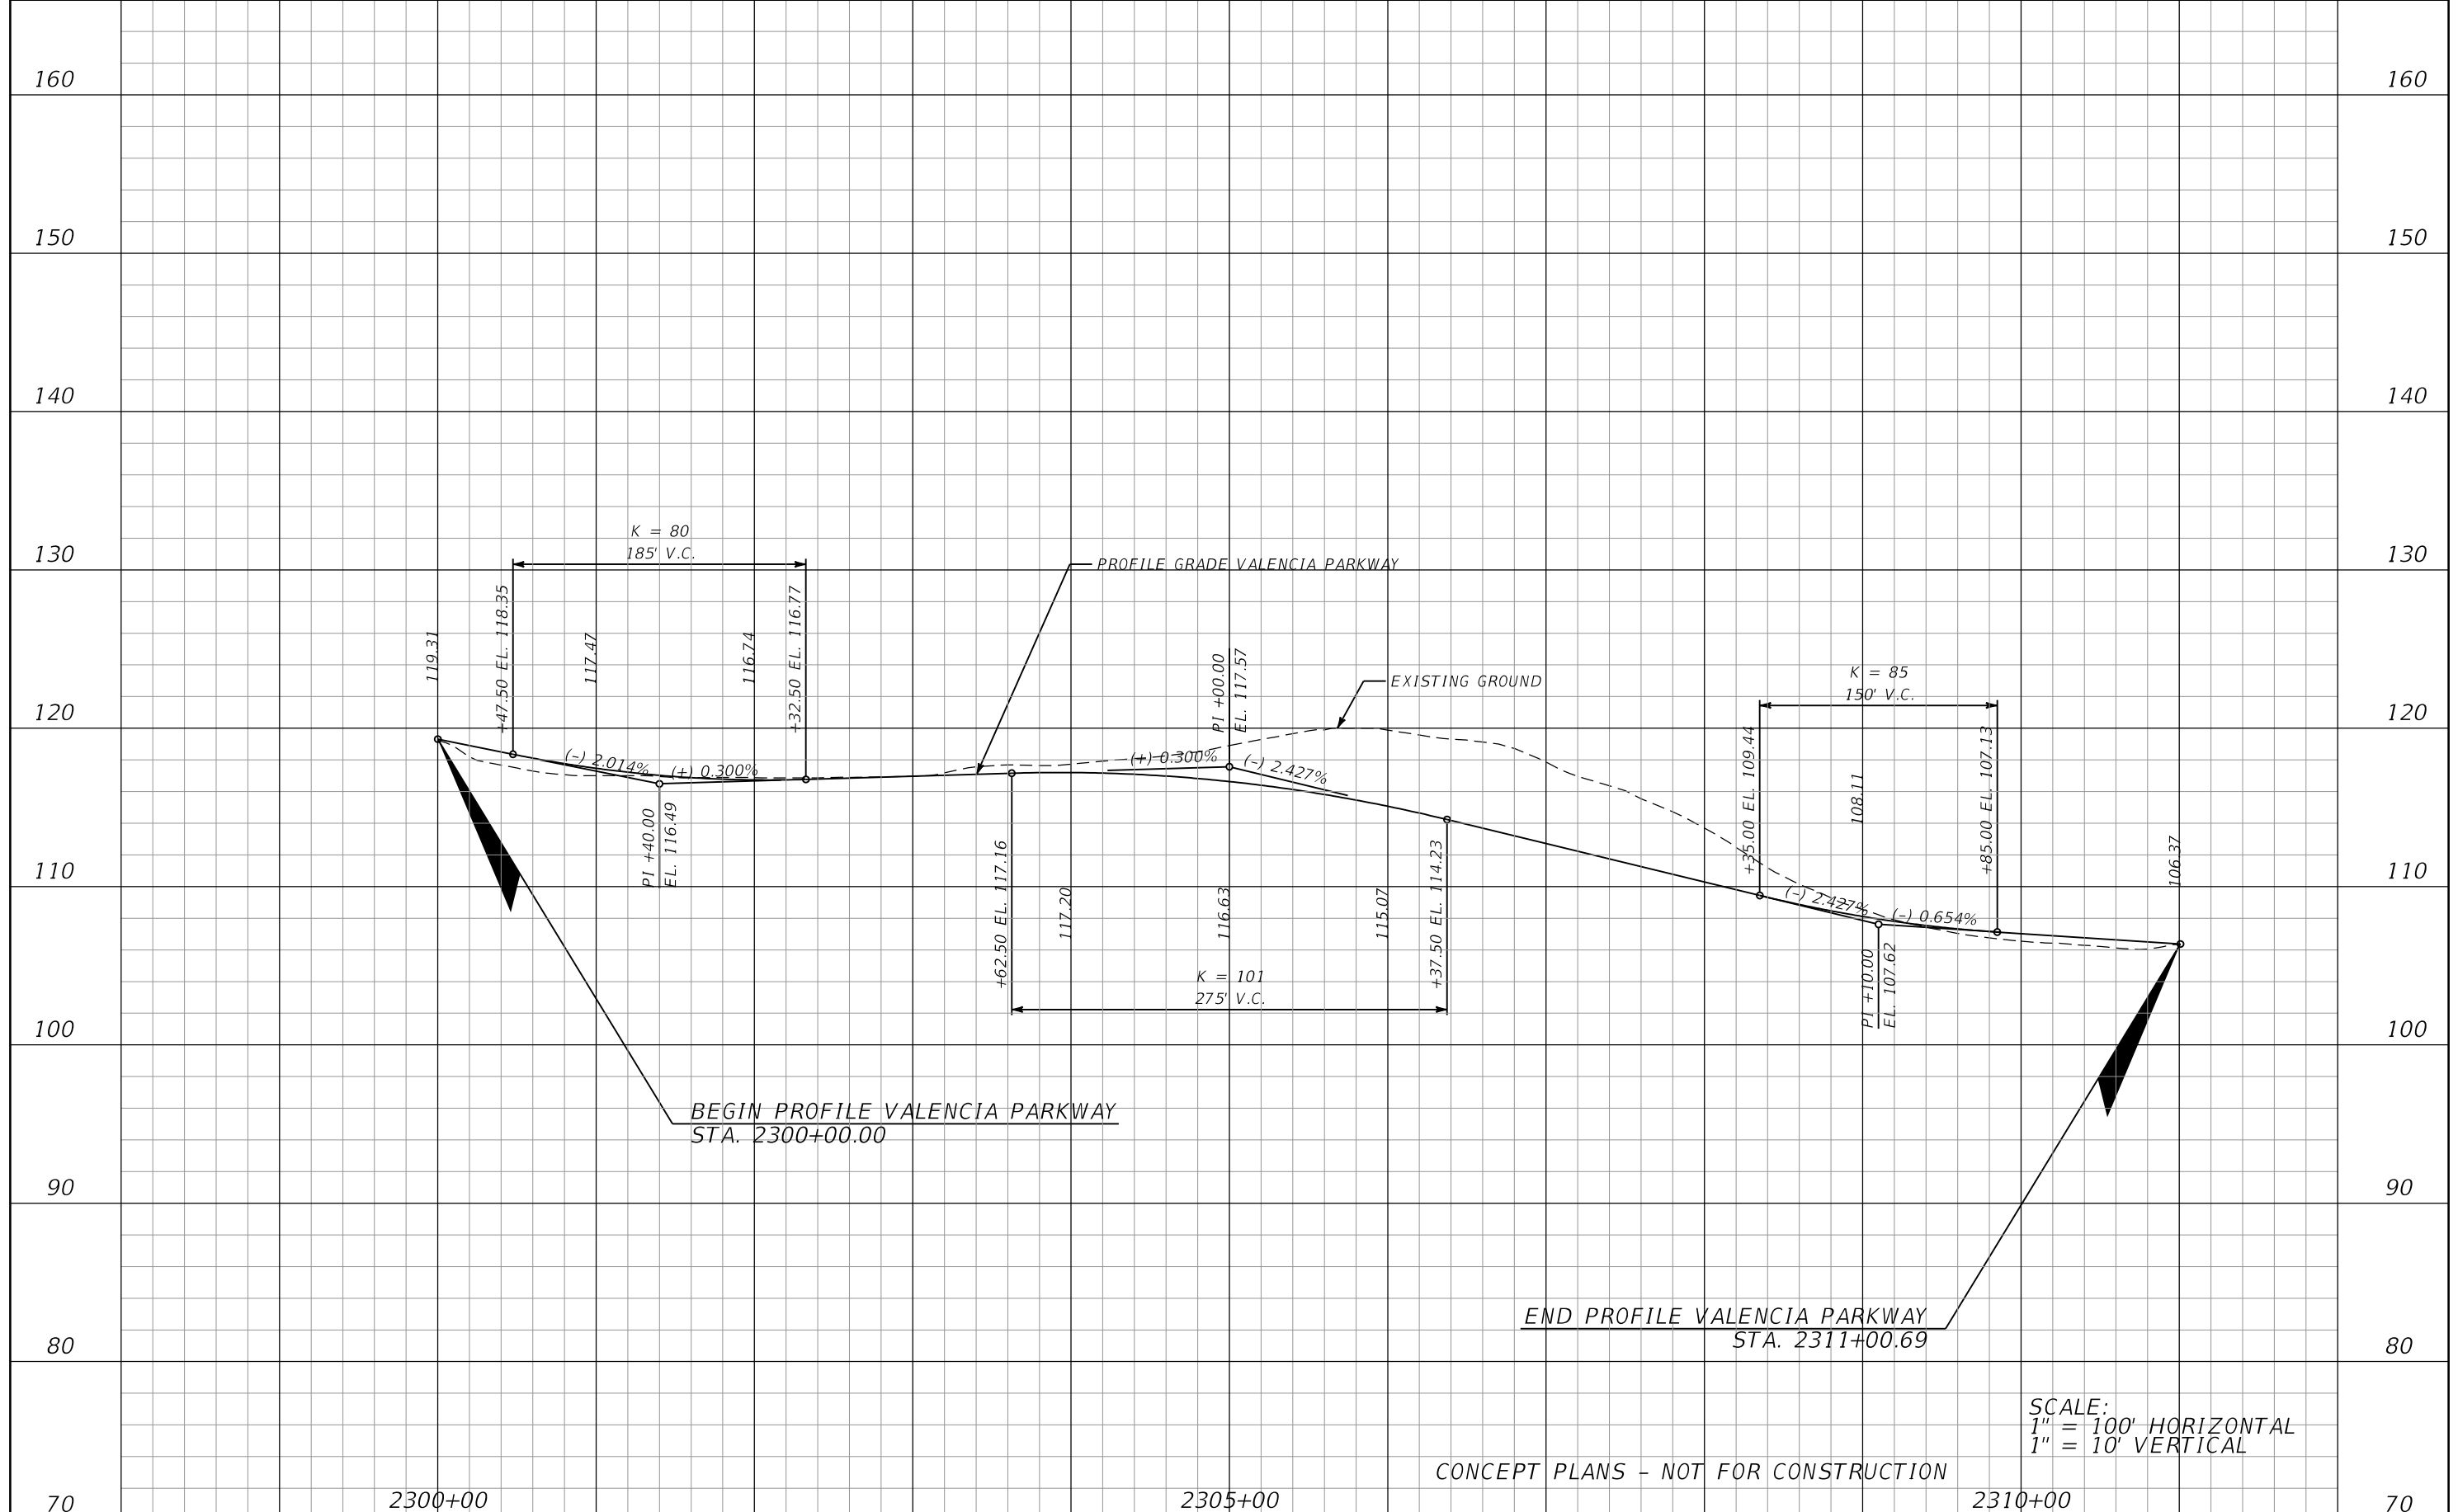 160 160
150 150
140 140
130 130
120 120
110 110
100 100
90 90
80 80
70 70
K = 80
185' V.C.
PROFILE GRADE VALENCIA PARKWAY
119.31
+47.50 EL. 118.35
117.47
116.74
+32.50 EL. 116.77
(-) 2.014%
(+) 0.300%
PI +40.00
EL. 116.49
PI +00.00
EL. 117.57
EXISTING GROUND
(+) 0.300%
(-) 2.427%
+62.50 EL. 117.16
117.20
116.63
115.07
+37.50 EL. 114.23
K = 101
275' V.C.
K = 85
150' V.C.
+35.00 EL. 109.44
108.11
+85.00 EL. 107.13
(-) 2.427%
(-) 0.654%
PI +10.00
EL. 107.62
106.37
BEGIN PROFILE VALENCIA PARKWAY
STA. 2300+00.00
END PROFILE VALENCIA PARKWAY
STA. 2311+00.69
SCALE:
1" = 100' HORIZONTAL
1" = 10' VERTICAL
CONCEPT PLANS - NOT FOR CONSTRUCTION
2300+00 2305+00 2310+00